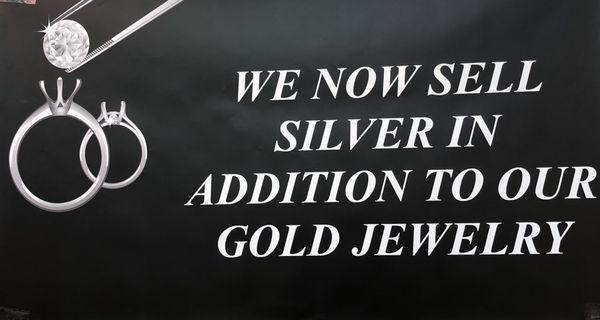 WE NOW SELL
SILVER IN
ADDITION TO OUR
GOLD JEWELRY